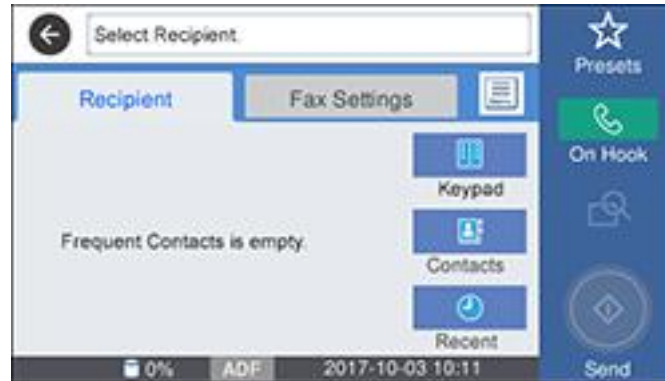 Select Recipient.
Presets
Recipient
Fax Settings
On Hook
Keypad
Frequent Contacts is empty.
Contacts
Recent
0%
ADF
2017-10-03 10:11
Send